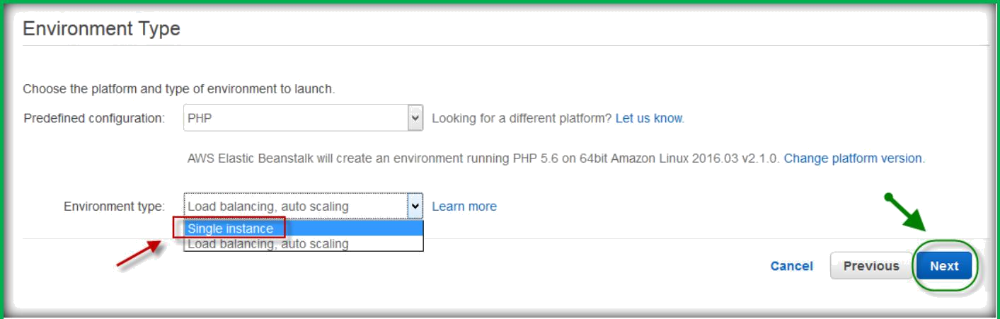 Environment Type
Choose the platform and type of environment to launch.
Predefined configuration: PHP Looking for a different platform? Let us know.
AWS Elastic Beanstalk will create an environment running PHP 5.6 on 64bit Amazon Linux 2016.03 v2.1.0. Change platform version.
Environment type: Load balancing, auto scaling Learn more
Single instance
Load balancing, auto scaling
Cancel Previous Next